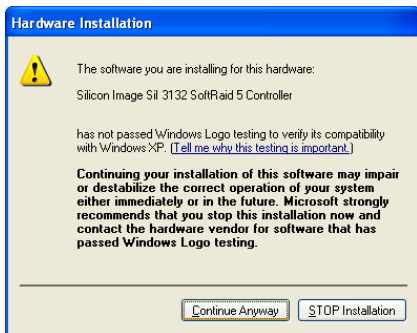 Hardware Installation
The software you are installing for this hardware:
Silicon Image SiI 3132 SoftRaid 5 Controller
has not passed Windows Logo testing to verify its compatibility
with Windows XP. (Tell me why this testing is important.)
Continuing your installation of this software may impair
or destabilize the correct operation of your system
either immediately or in the future. Microsoft strongly
recommends that you stop this installation now and
contact the hardware vendor for software that has
passed Windows Logo testing.
Continue Anyway STOP Installation